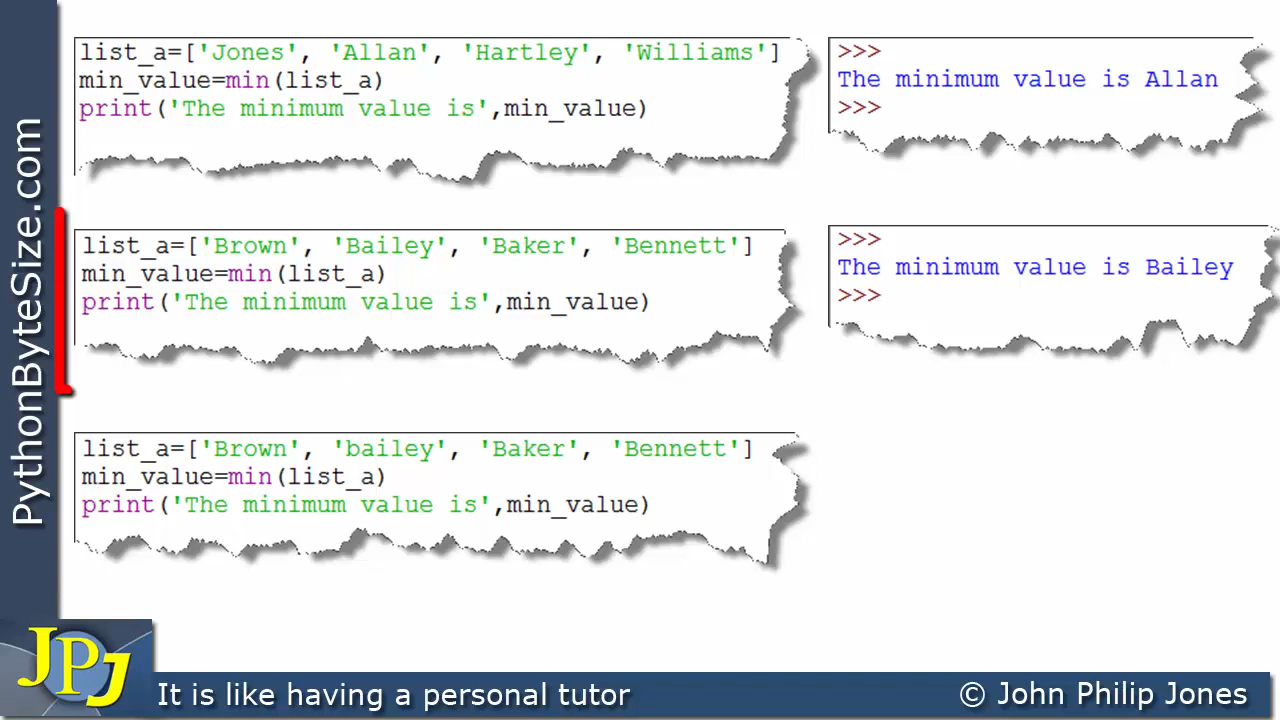 list_a=['Jones', 'Allan', 'Hartley', 'Williams']
min_value=min(list_a)
print('The minimum value is',min_value)
>>>
The minimum value is Allan
>>>
list_a=['Brown', 'Bailey', 'Baker', 'Bennett']
min_value=min(list_a)
print('The minimum value is',min_value)
>>>
The minimum value is Bailey
>>>
list_a=['Brown', 'bailey', 'Baker', 'Bennett']
min_value=min(list_a)
print('The minimum value is',min_value)
PythonByteSize.com
JPJ
It is like having a personal tutor
© John Philip Jones